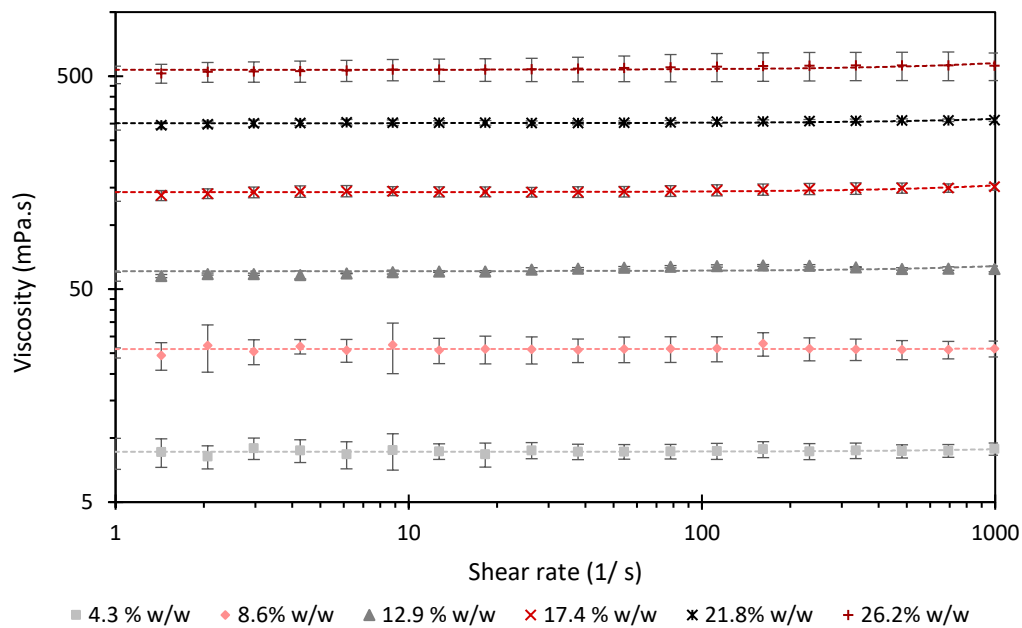 500
50
5
Viscosity (mPa.s)
1 10 100 1000
Shear rate (1/ s)
4.3 % w/w 8.6% w/w 12.9 % w/w 17.4 % w/w 21.8% w/w 26.2% w/w